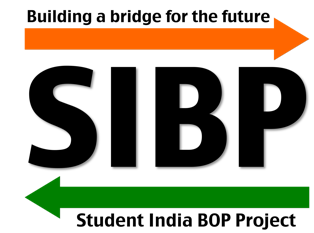 Building a bridge for the future
SIBP
Student India BOP Project